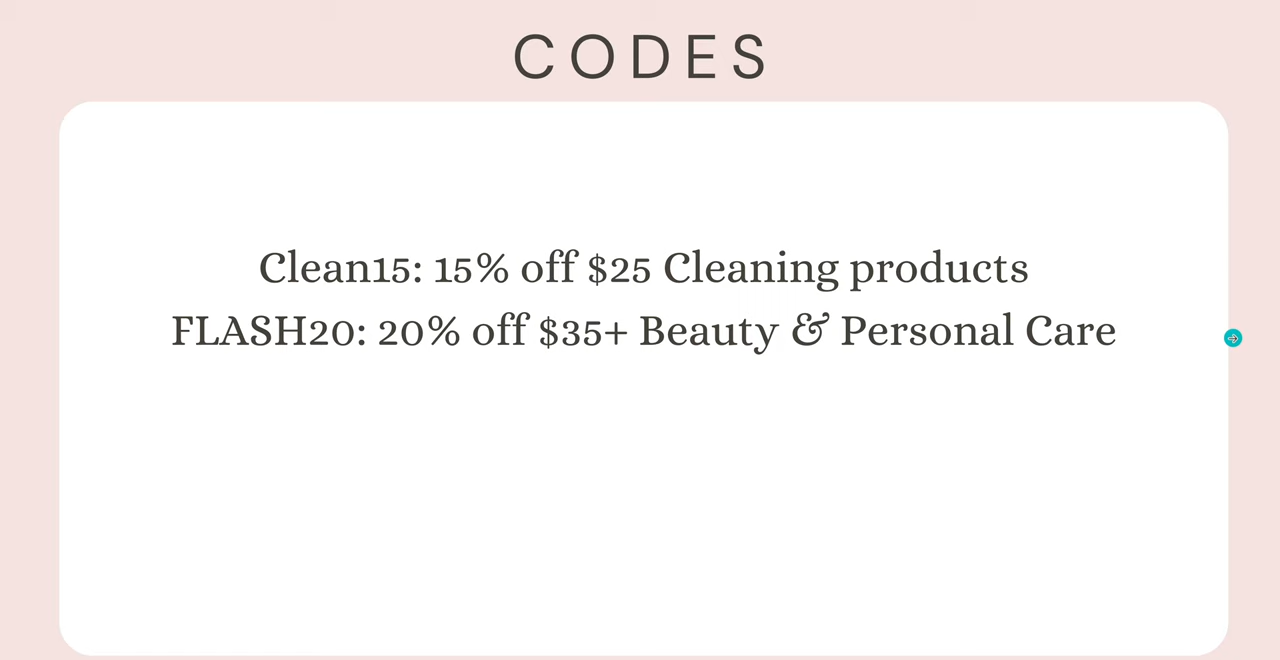 CODES
Clean15: 15% off $25 Cleaning products
FLASH20: 20% off $35+ Beauty & Personal Care